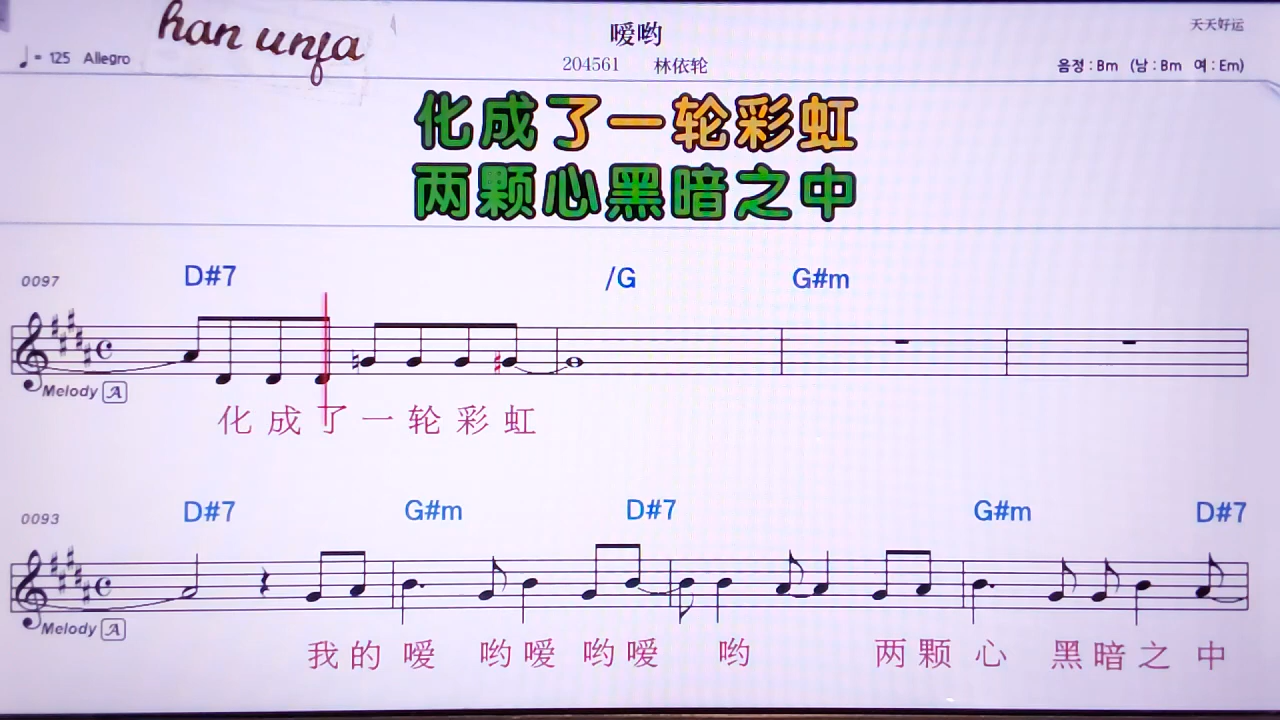 han unfa
♩= 125 Allegro
嗳哟
204561 林依轮
天天好运
음정 : Bm (남 : Bm 여 : Em)
化成了一轮彩虹
两颗心黑暗之中
0097
D#7 /G G#m
Melody A
化 成 了 一 轮 彩 虹
0093
D#7 G#m D#7 G#m D#7
Melody A
我 的 嗳 哟 嗳 哟 嗳 哟 两 颗 心 黑 暗 之 中